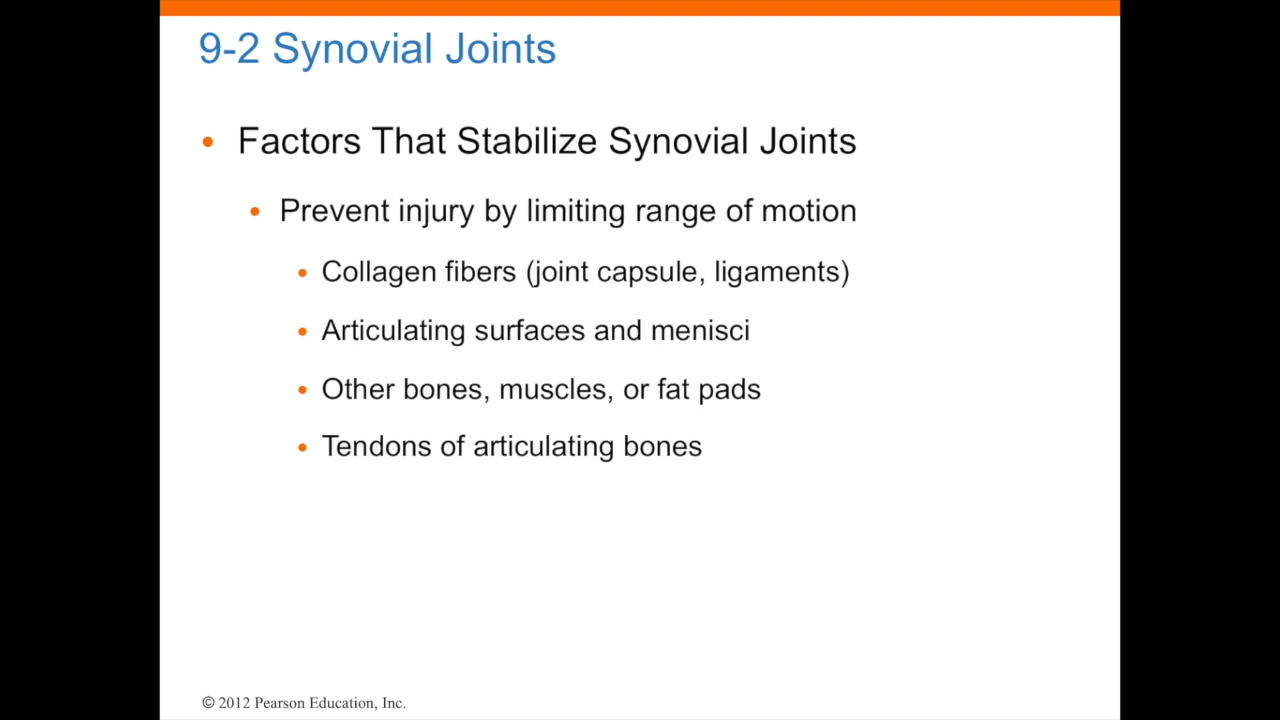 9-2 Synovial Joints
• Factors That Stabilize Synovial Joints
• Prevent injury by limiting range of motion
• Collagen fibers (joint capsule, ligaments)
• Articulating surfaces and menisci
• Other bones, muscles, or fat pads
• Tendons of articulating bones
© 2012 Pearson Education, Inc.